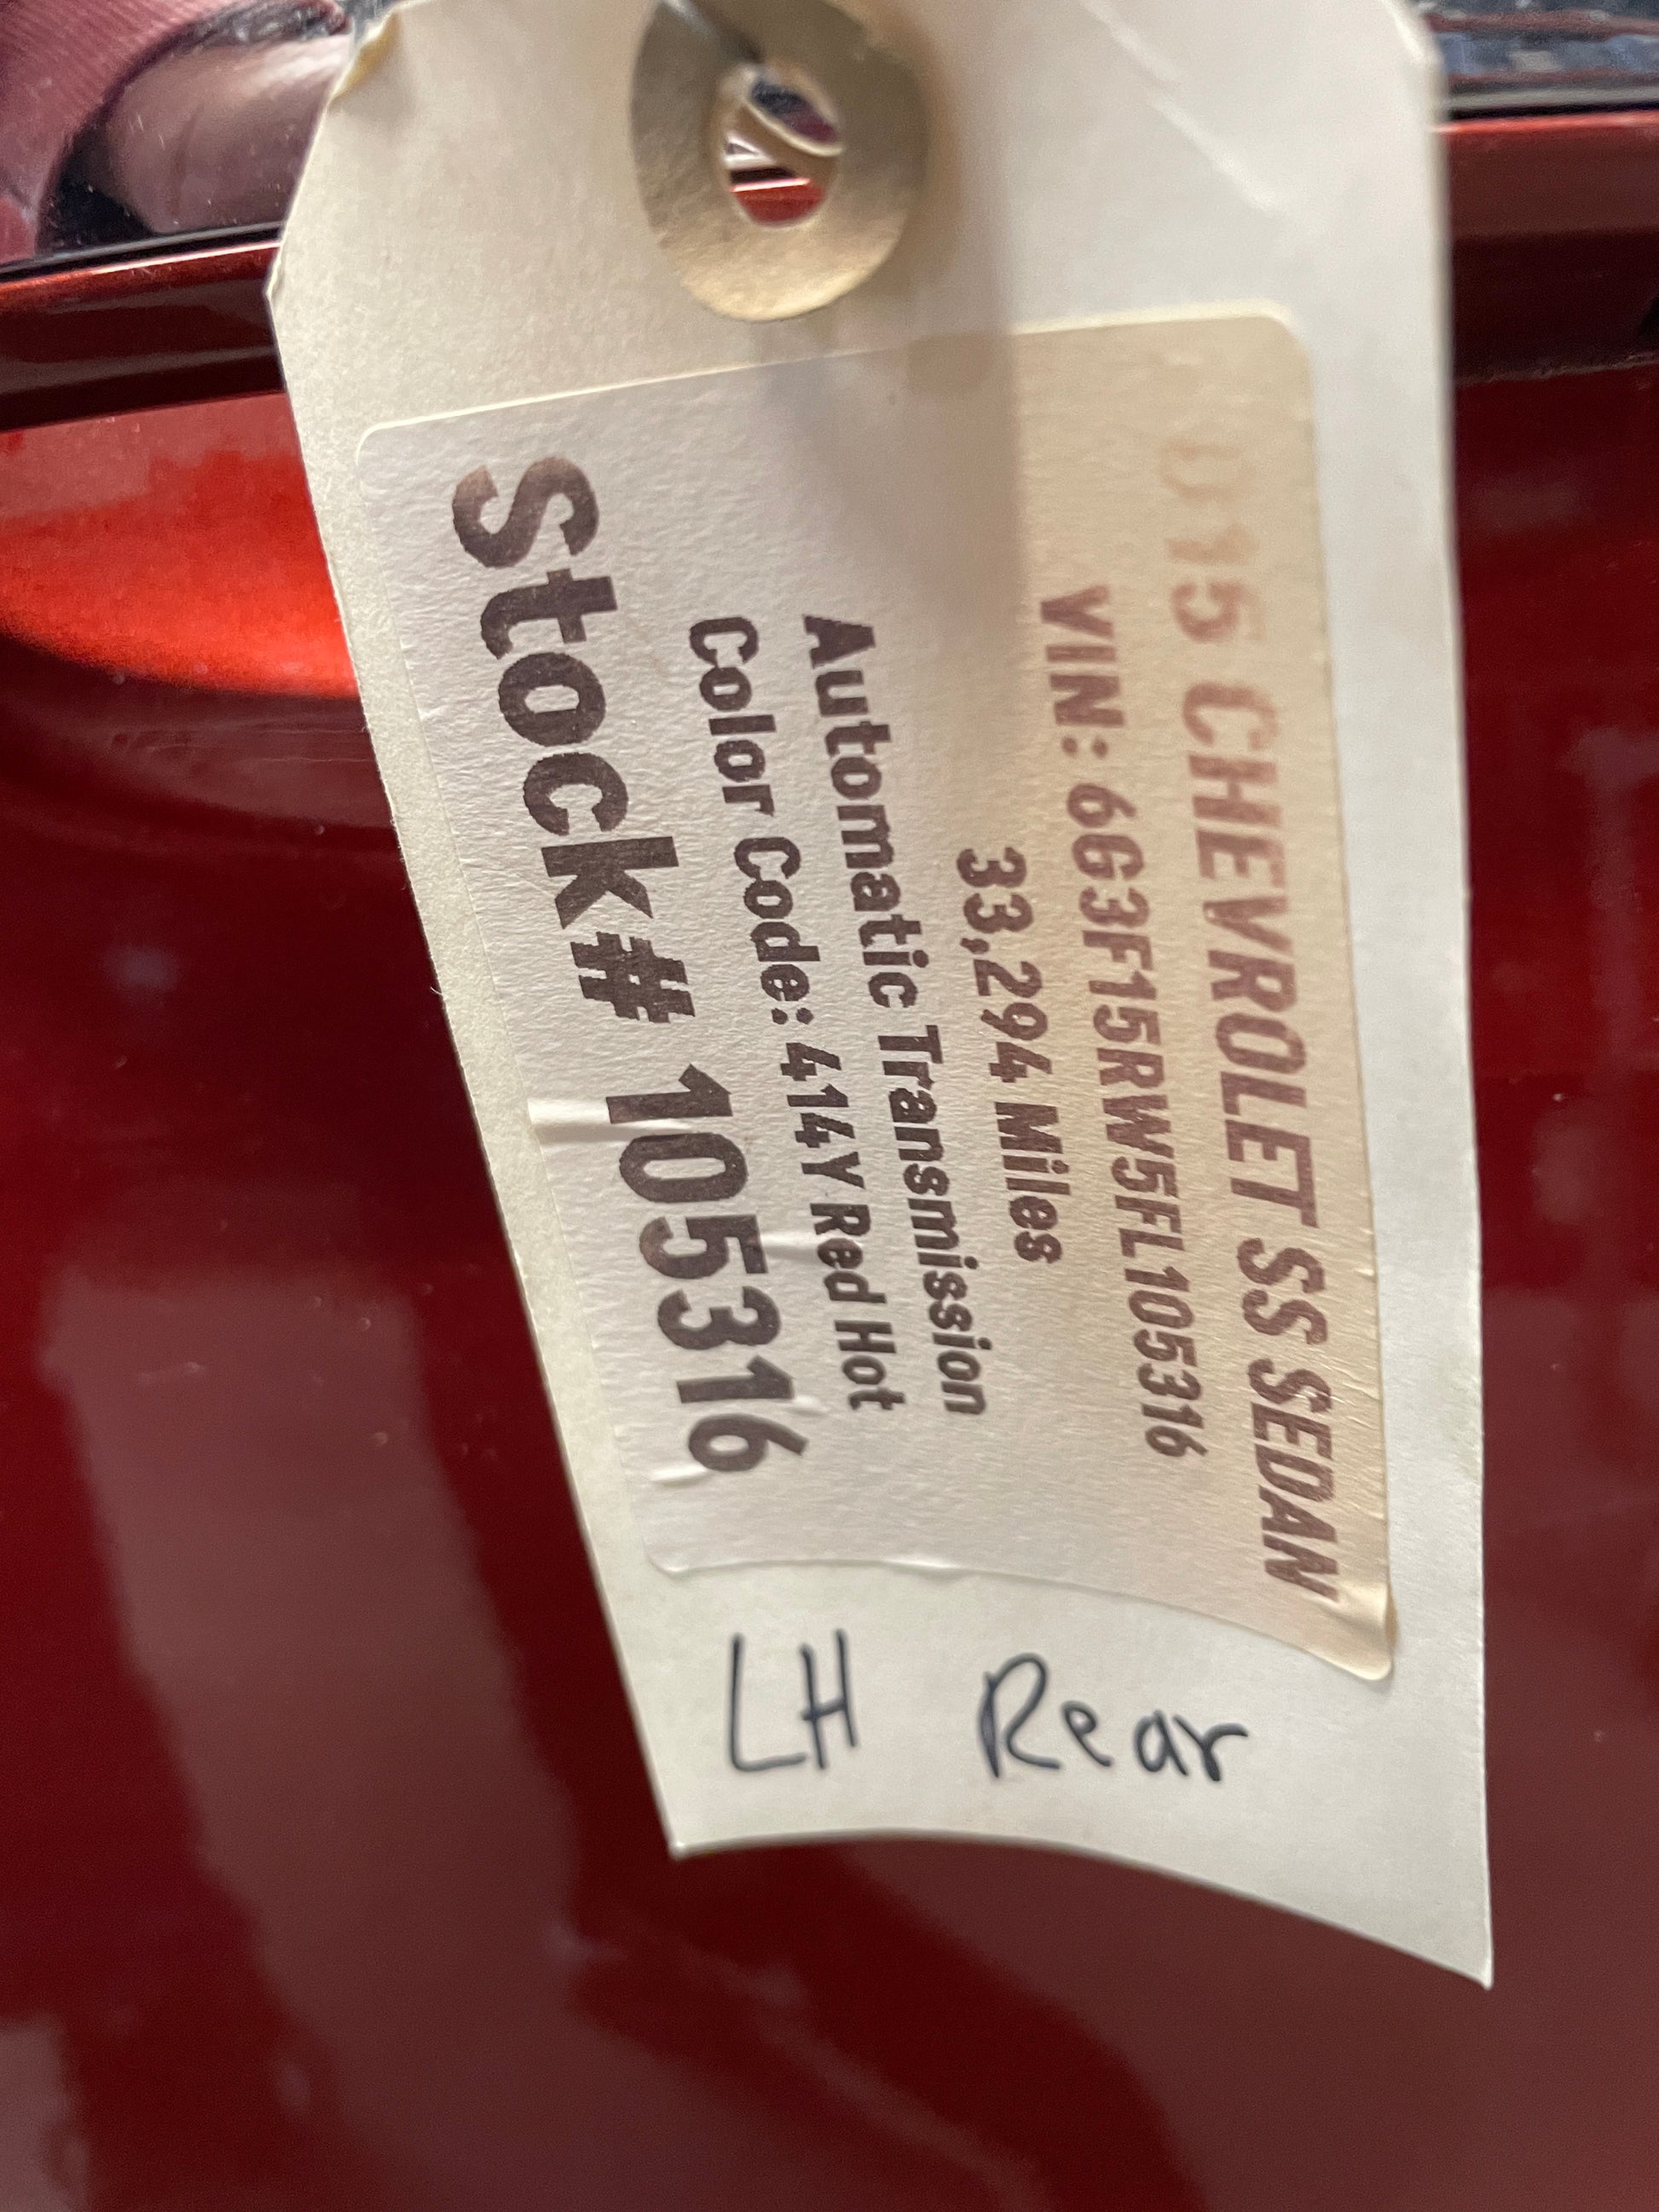 2015 CHEVROLET SS SEDAN
VIN: 6G3F15RW5FL105316
33,294 Miles
Automatic Transmission
Color Code: 414Y Red Hot
Stock# 105316
LH Rear